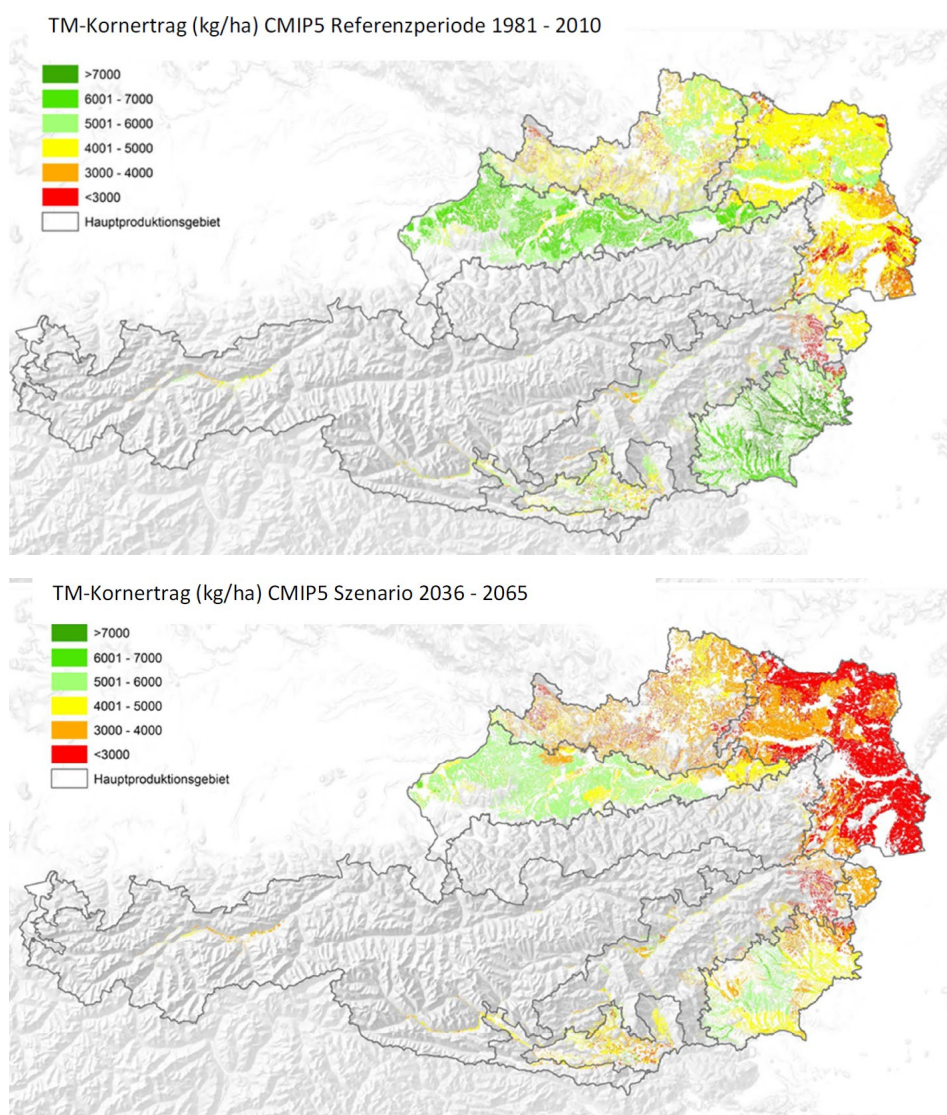 TM-Kornertrag (kg/ha) CMIP5 Referenzperiode 1981 - 2010
>7000
6001 - 7000
5001 - 6000
4001 - 5000
3000 - 4000
<3000
Hauptproduktionsgebiet
TM-Kornertrag (kg/ha) CMIP5 Szenario 2036 - 2065
>7000
6001 - 7000
5001 - 6000
4001 - 5000
3000 - 4000
<3000
Hauptproduktionsgebiet